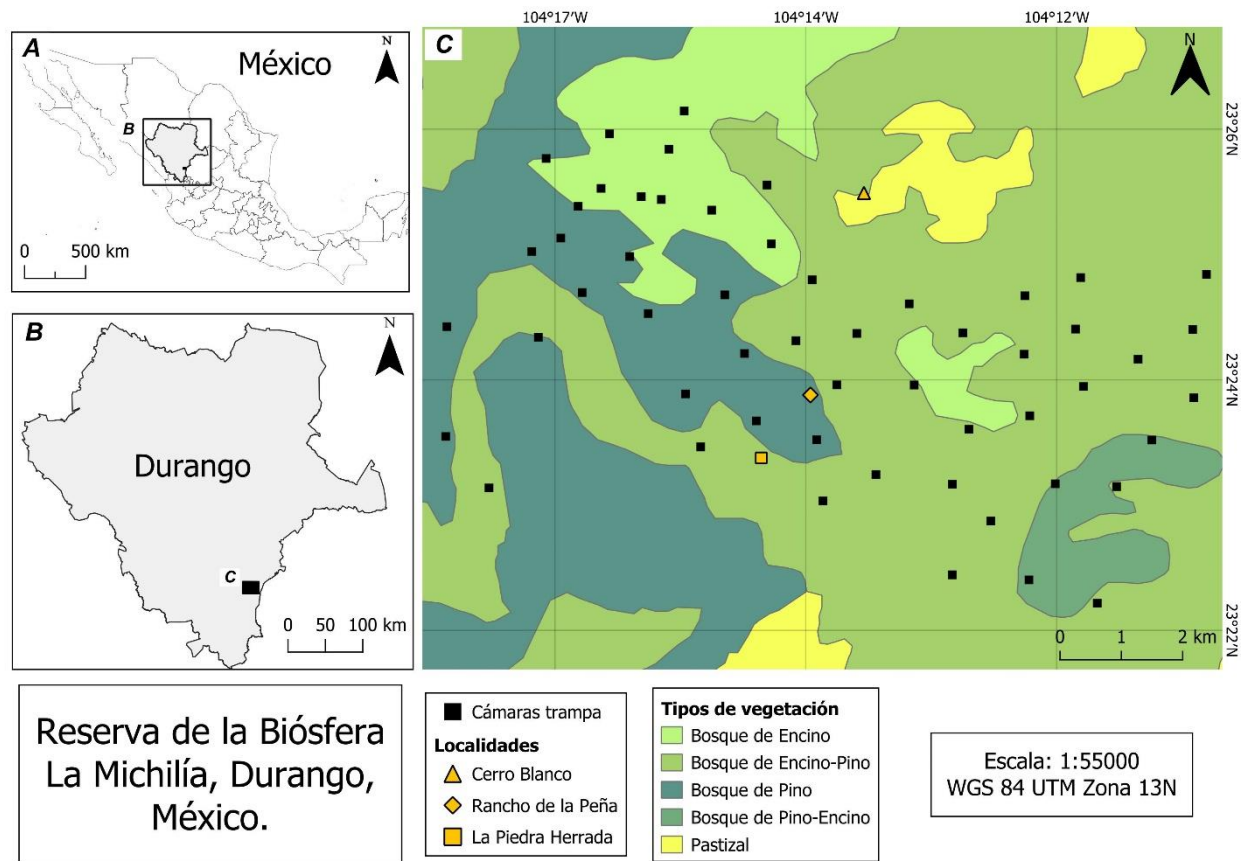 A
México
N
B
0 500 km
B
N
Durango
C
0 50 100 km
104°17'W 104°14'W 104°12'W
C
N
23°26'N
23°24'N
23°22'N
0 1 2 km
Reserva de la Biósfera
La Michilía, Durango,
México.
Cámaras trampa
Localidades
Cerro Blanco
Rancho de la Peña
La Piedra Herrada
Tipos de vegetación
Bosque de Encino
Bosque de Encino-Pino
Bosque de Pino
Bosque de Pino-Encino
Pastizal
Escala: 1:55000
WGS 84 UTM Zona 13N